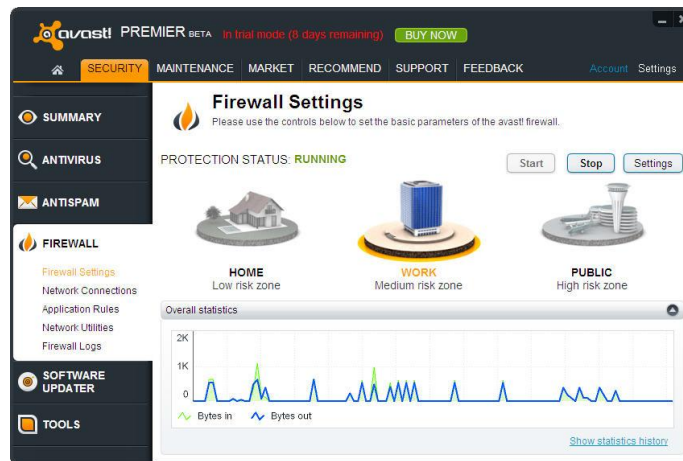 avast! PREMIER BETA In trial mode (8 days remaining) BUY NOW
SECURITY MAINTENANCE MARKET RECOMMEND SUPPORT FEEDBACK Account Settings
SUMMARY
ANTIVIRUS
ANTISPAM
FIREWALL
Firewall Settings
Network Connections
Application Rules
Network Utilities
Firewall Logs
SOFTWARE
UPDATER
TOOLS
Firewall Settings
Please use the controls below to set the basic parameters of the avast! firewall.
PROTECTION STATUS: RUNNING
Start Stop Settings
HOME
Low risk zone
WORK
Medium risk zone
PUBLIC
High risk zone
Overall statistics
2K
1K
0
Bytes in Bytes out
Show statistics history